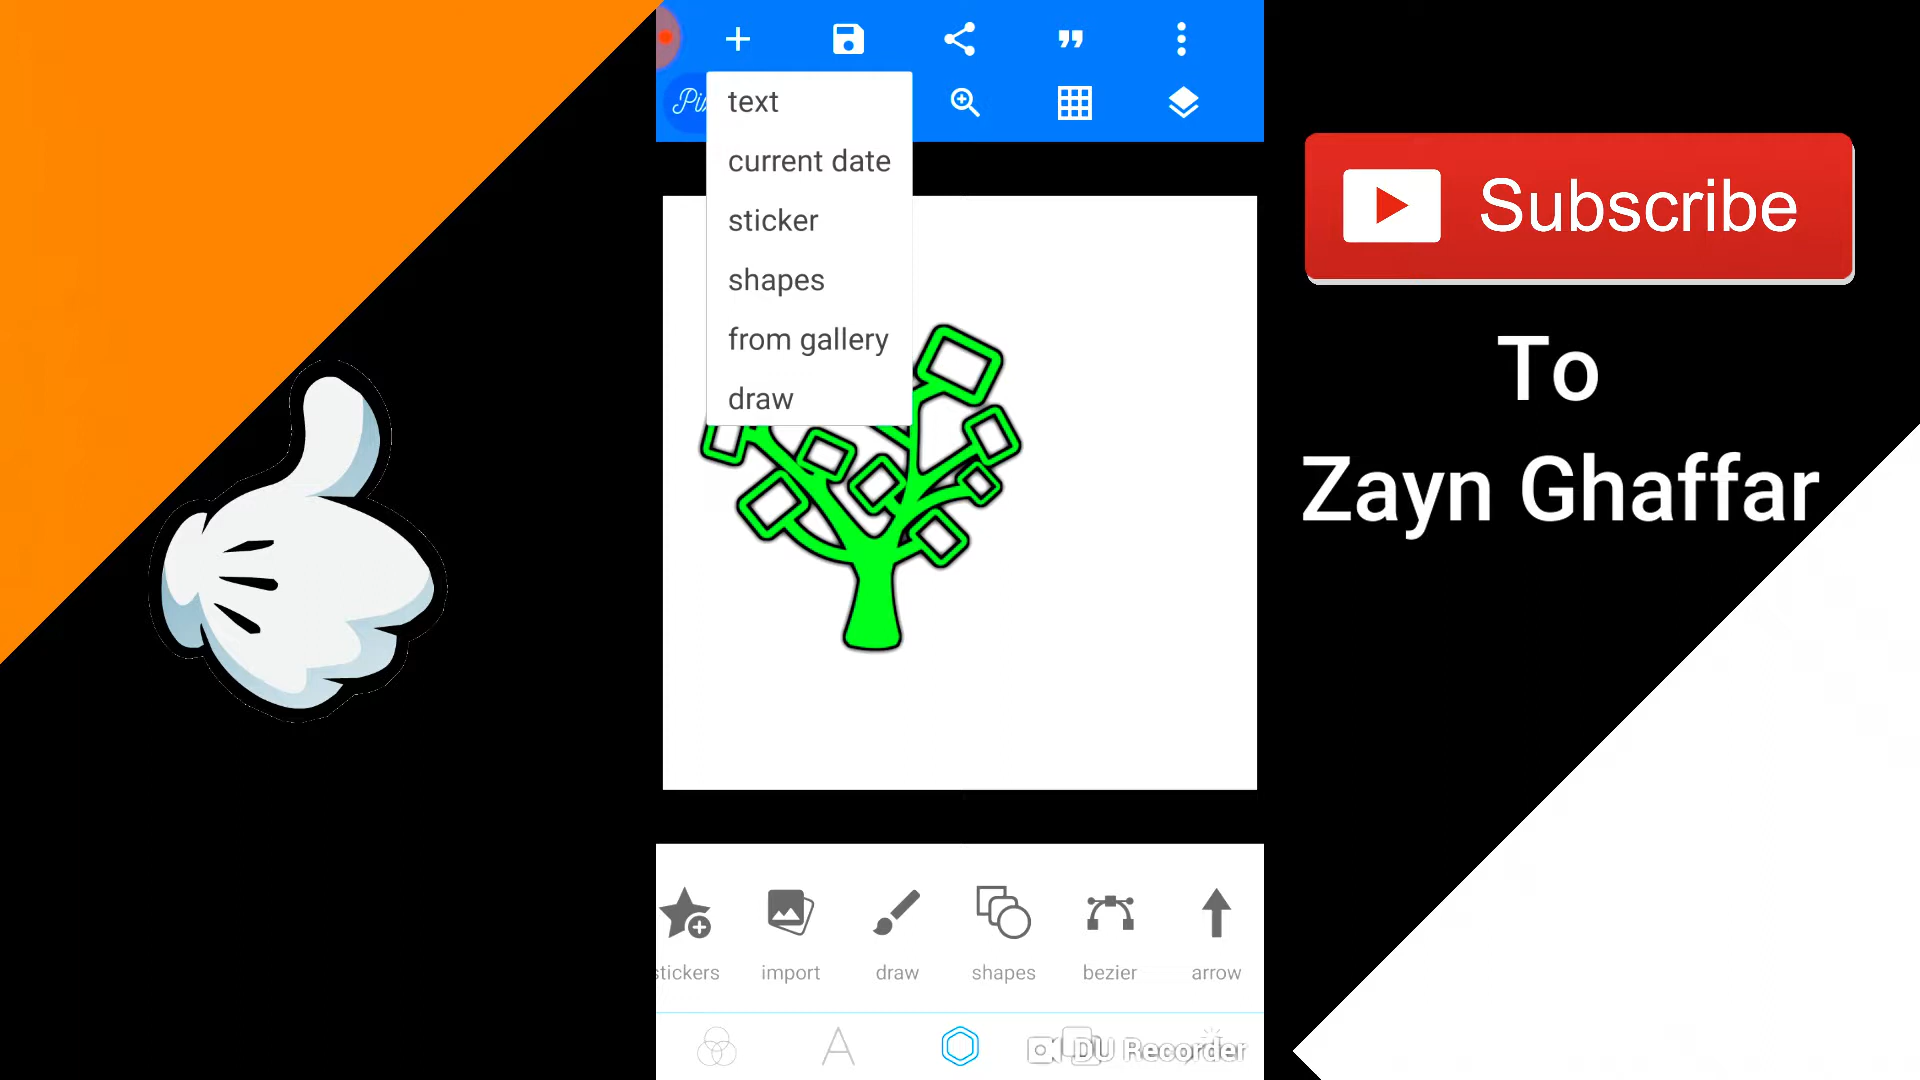 text
current date
sticker
shapes
from gallery
draw
Subscribe
To
Zayn Ghaffar
stickers
import
draw
shapes
bezier
arrow
DU Recorder